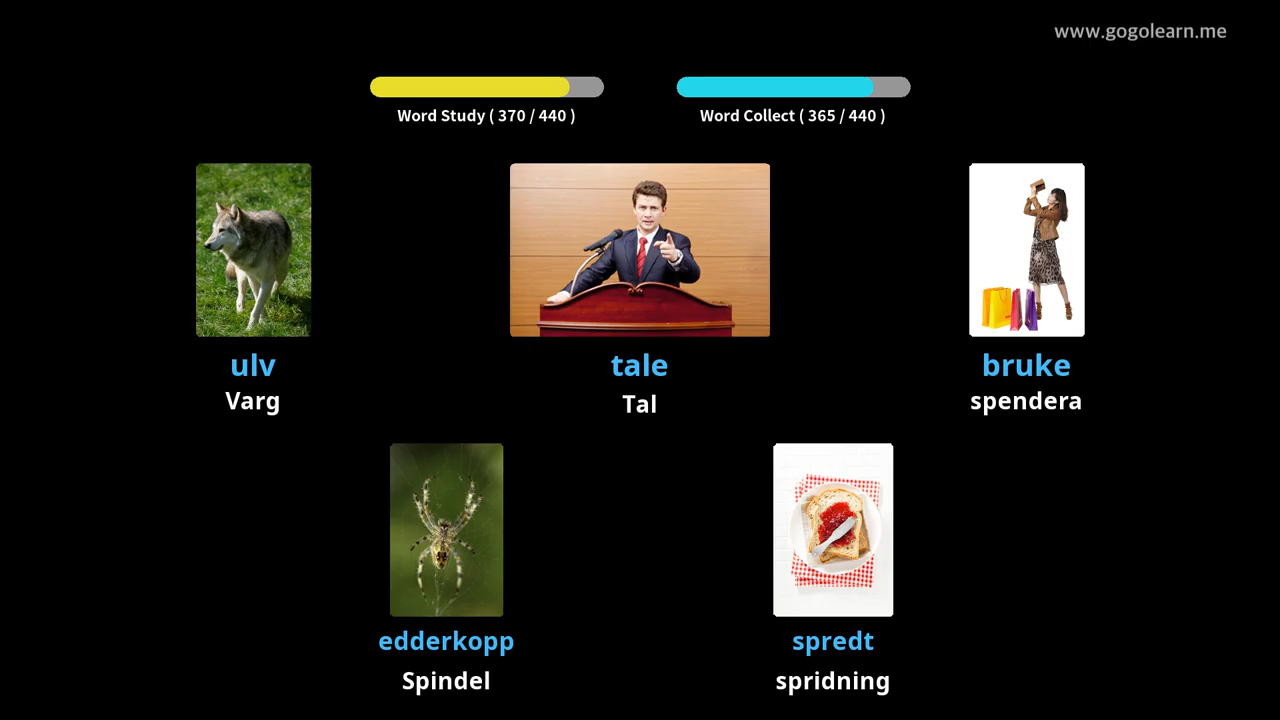 www.gogolearn.me
Word Study ( 370 / 440 )
Word Collect ( 365 / 440 )
ulv
Varg
tale
Tal
bruke
spendera
edderkopp
Spindel
spredt
spridning